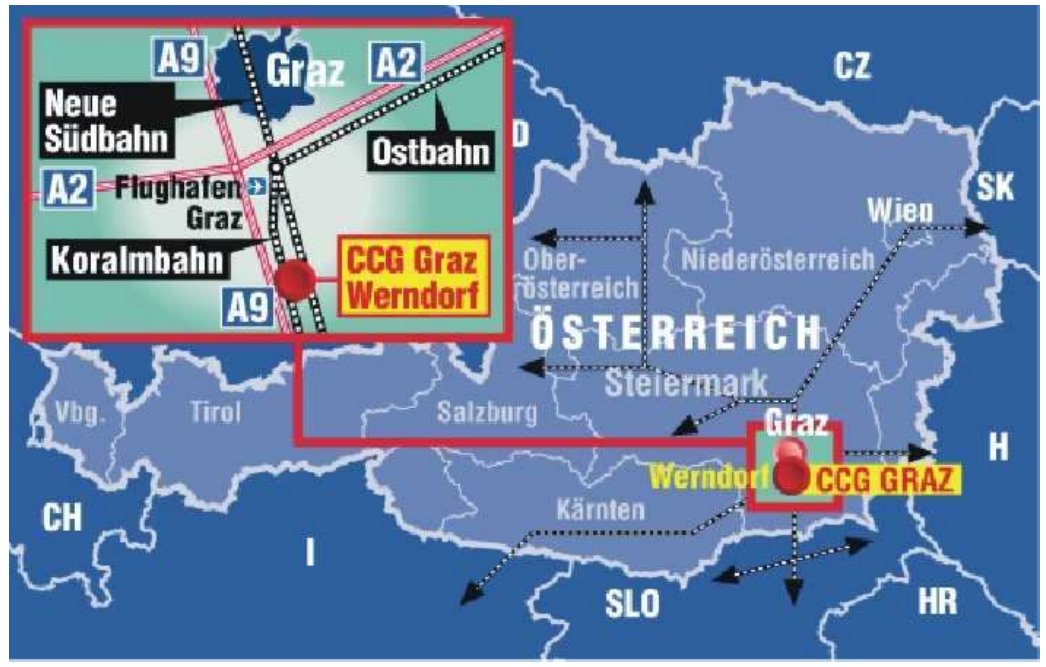 A9
Graz
A2
Neue
Südbahn
Ostbahn
A2
Flughafen
Graz
Koralmbahn
CCG Graz
Werndorf
A9
CZ
D
SK
Wien
Ober-
österreich
Niederösterreich
ÖSTERREICH
Steiermark
Vbg.
Tirol
Salzburg
Graz
Werndorf
CCG GRAZ
H
Kärnten
CH
I
SLO
HR